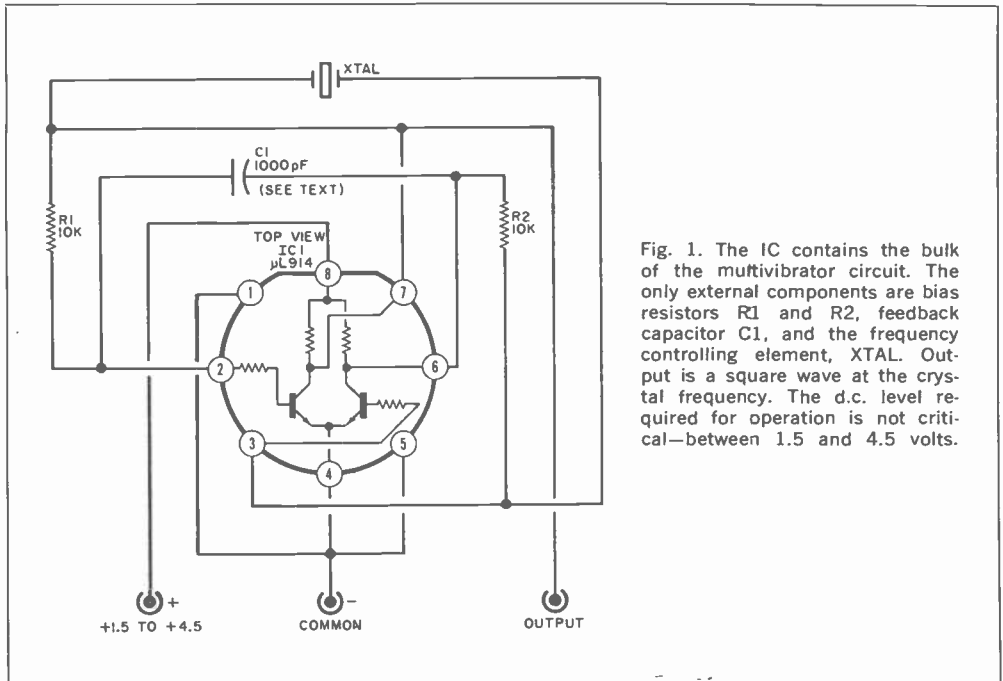 XTAL
C1
1000pF
(SEE TEXT)
R1
10K
R2
10K
TOP VIEW
IC1
μL914
8
1
7
2
6
3
5
4
+
+1.5 TO +4.5
-
COMMON
OUTPUT
Fig. 1. The IC contains the bulk
of the multivibrator circuit. The
only external components are bias
resistors R1 and R2, feedback
capacitor C1, and the frequency
controlling element, XTAL. Out-
put is a square wave at the crys-
tal frequency. The d.c. level re-
quired for operation is not criti-
cal—between 1.5 and 4.5 volts.